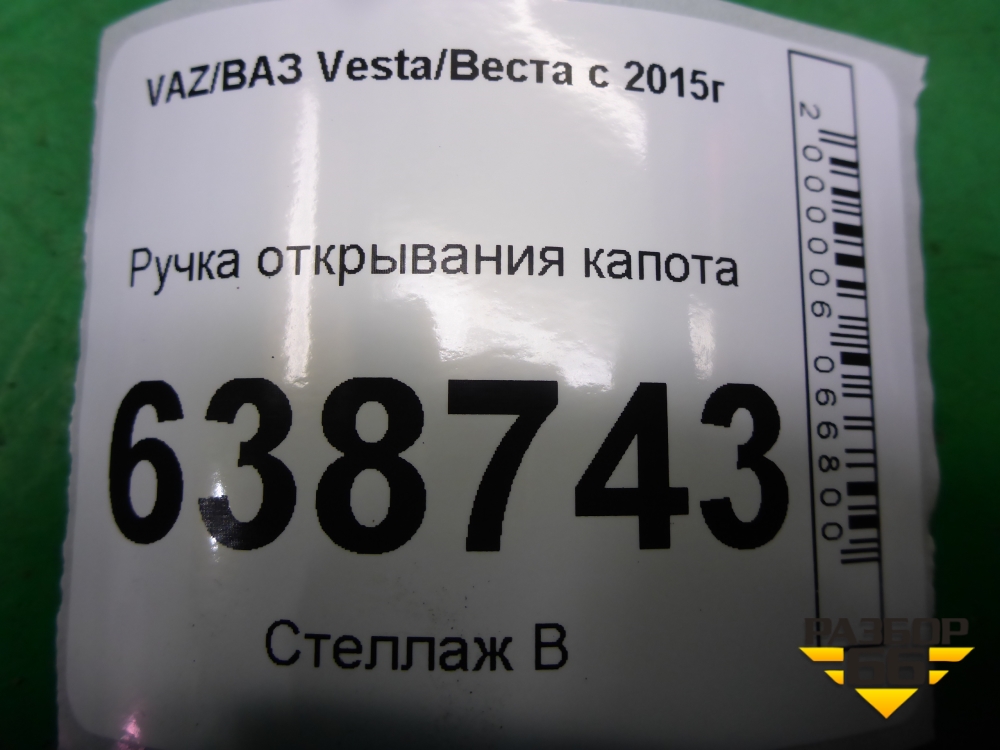 VAZ/ВАЗ Vesta/Веста с 2015г
Ручка открывания капота
638743
Стеллаж В
2000006066800
РАЗБОР
66